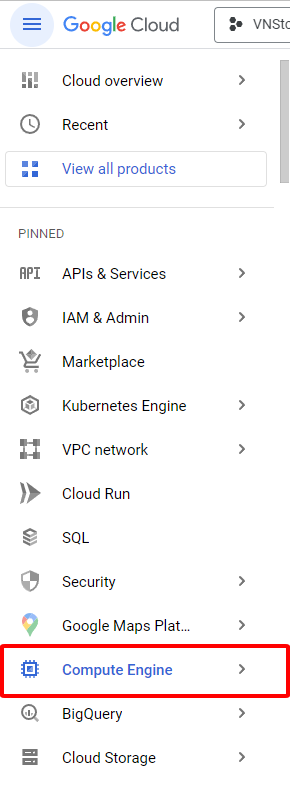 Google Cloud
VNSto
Cloud overview
Recent
View all products
PINNED
API APIs & Services
IAM & Admin
Marketplace
Kubernetes Engine
VPC network
Cloud Run
SQL
Security
Google Maps Plat...
Compute Engine
BigQuery
Cloud Storage